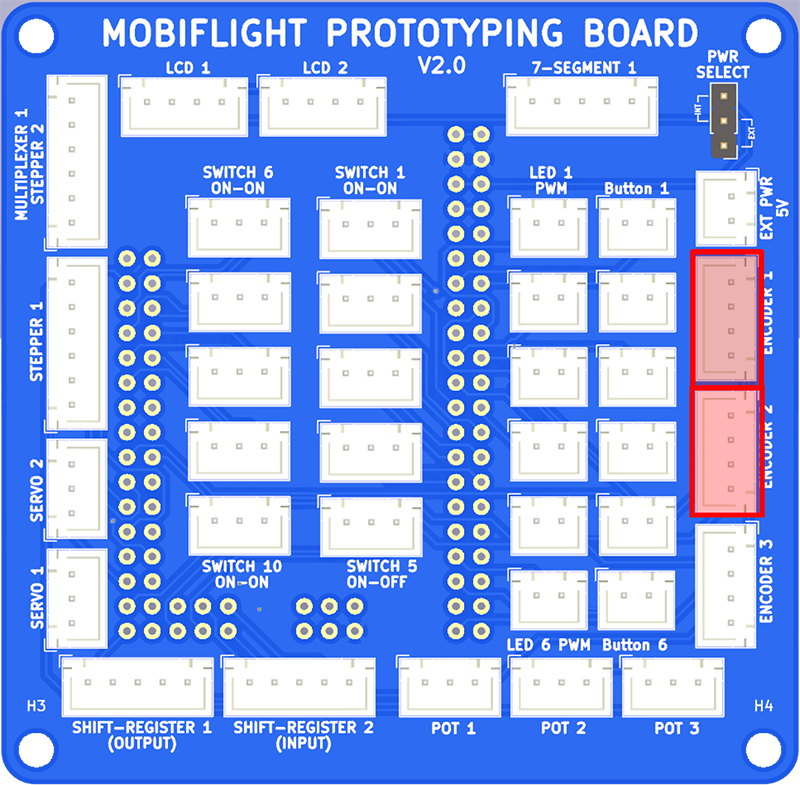 MOBIFLIGHT PROTOTYPING BOARD
V2.0
LCD 1
LCD 2
7-SEGMENT 1
PWR
SELECT
INT
EXT
MULTIPLEXER 1
STEPPER 2
SWITCH 6
ON-ON
SWITCH 1
ON-ON
LED 1
PWM
Button 1
EXT PWR
5V
STEPPER 1
ENCODER 1
SERVO 2
ENCODER 2
SERVO 1
SWITCH 10
ON-ON
SWITCH 5
ON-OFF
ENCODER 3
LED 6 PWM
Button 6
H3
SHIFT-REGISTER 1
(OUTPUT)
SHIFT-REGISTER 2
(INPUT)
POT 1
POT 2
POT 3
H4